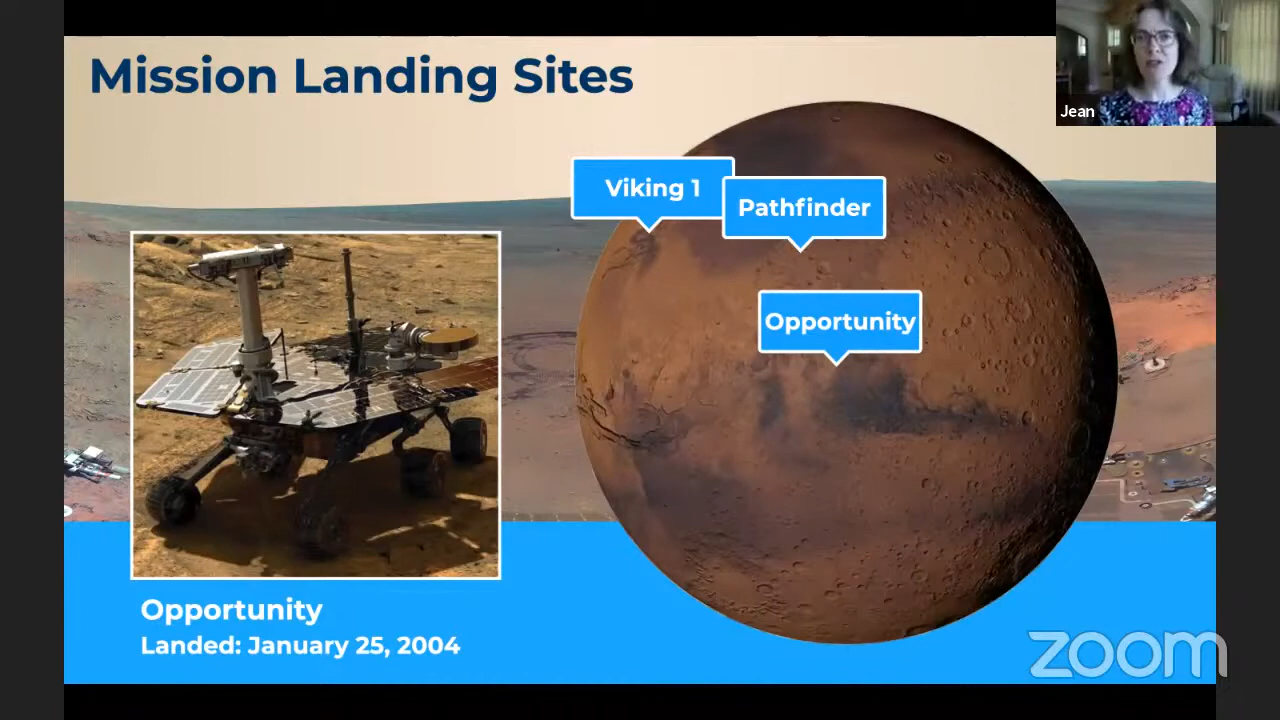 Mission Landing Sites
Jean
Viking 1
Pathfinder
Opportunity
Opportunity
Landed: January 25, 2004
zoom